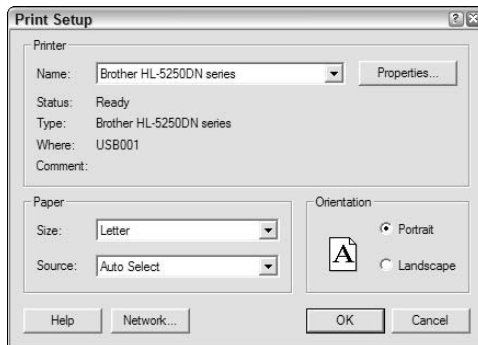 Print Setup
Printer
Name: Brother HL-5250DN series Properties...
Status: Ready
Type: Brother HL-5250DN series
Where: USB001
Comment:
Paper
Size: Letter
Source: Auto Select
Orientation
A
Portrait
Landscape
Help Network... OK Cancel